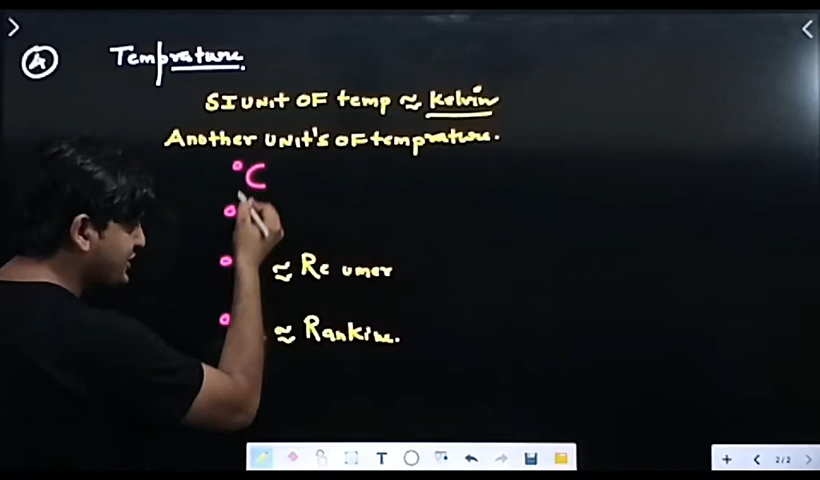 A Temprature.
SI Unit OF temp ≈ Kelvin
Another UNit's OF temprature.
°C
≈ Re umer
≈ Rankine.
T
2/2